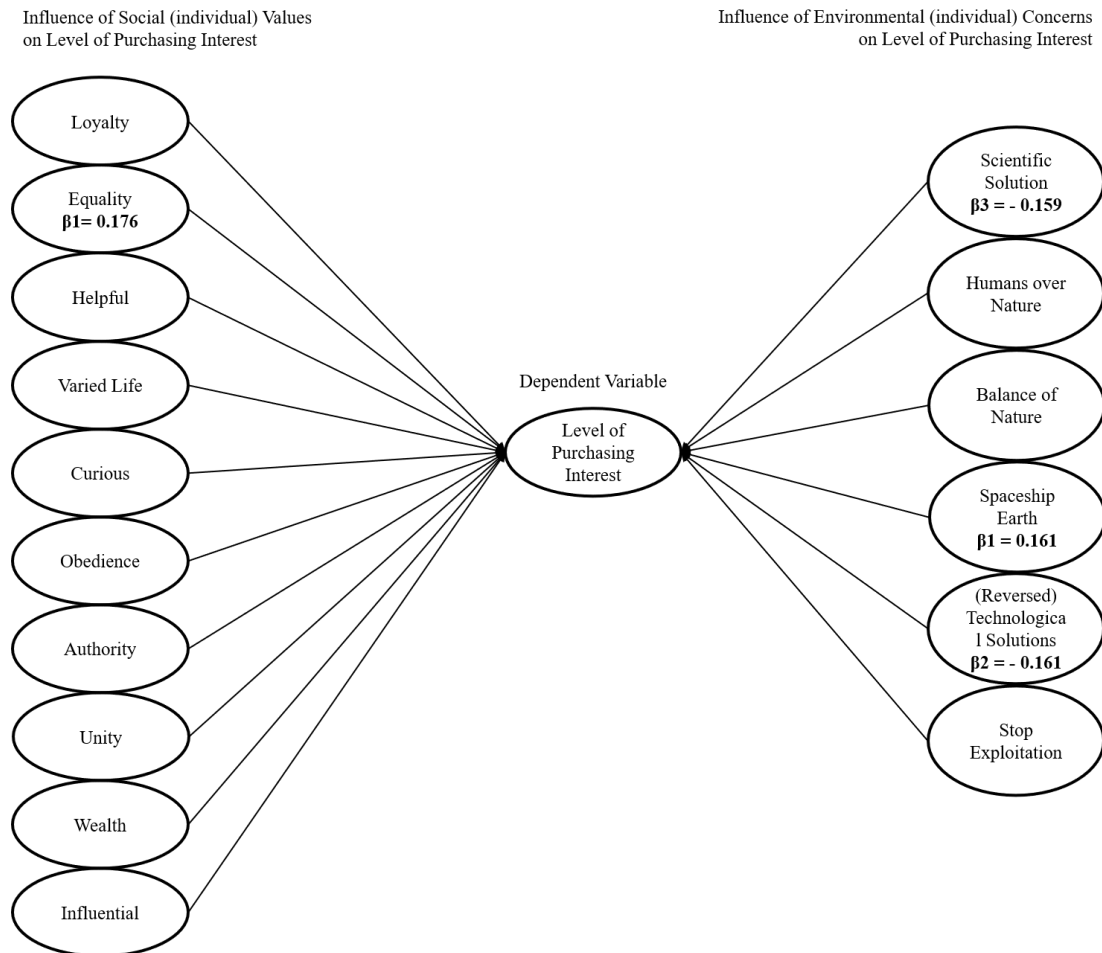 Influence of Social (individual) Values
on Level of Purchasing Interest
Loyalty
Equality
β1= 0.176
Helpful
Varied Life
Curious
Obedience
Authority
Unity
Wealth
Influential
Dependent Variable
Level of
Purchasing
Interest
Influence of Environmental (individual) Concerns
on Level of Purchasing Interest
Scientific
Solution
β3 = - 0.159
Humans over
Nature
Balance of
Nature
Spaceship
Earth
β1 = 0.161
(Reversed)
Technologica
l Solutions
β2 = - 0.161
Stop
Exploitation